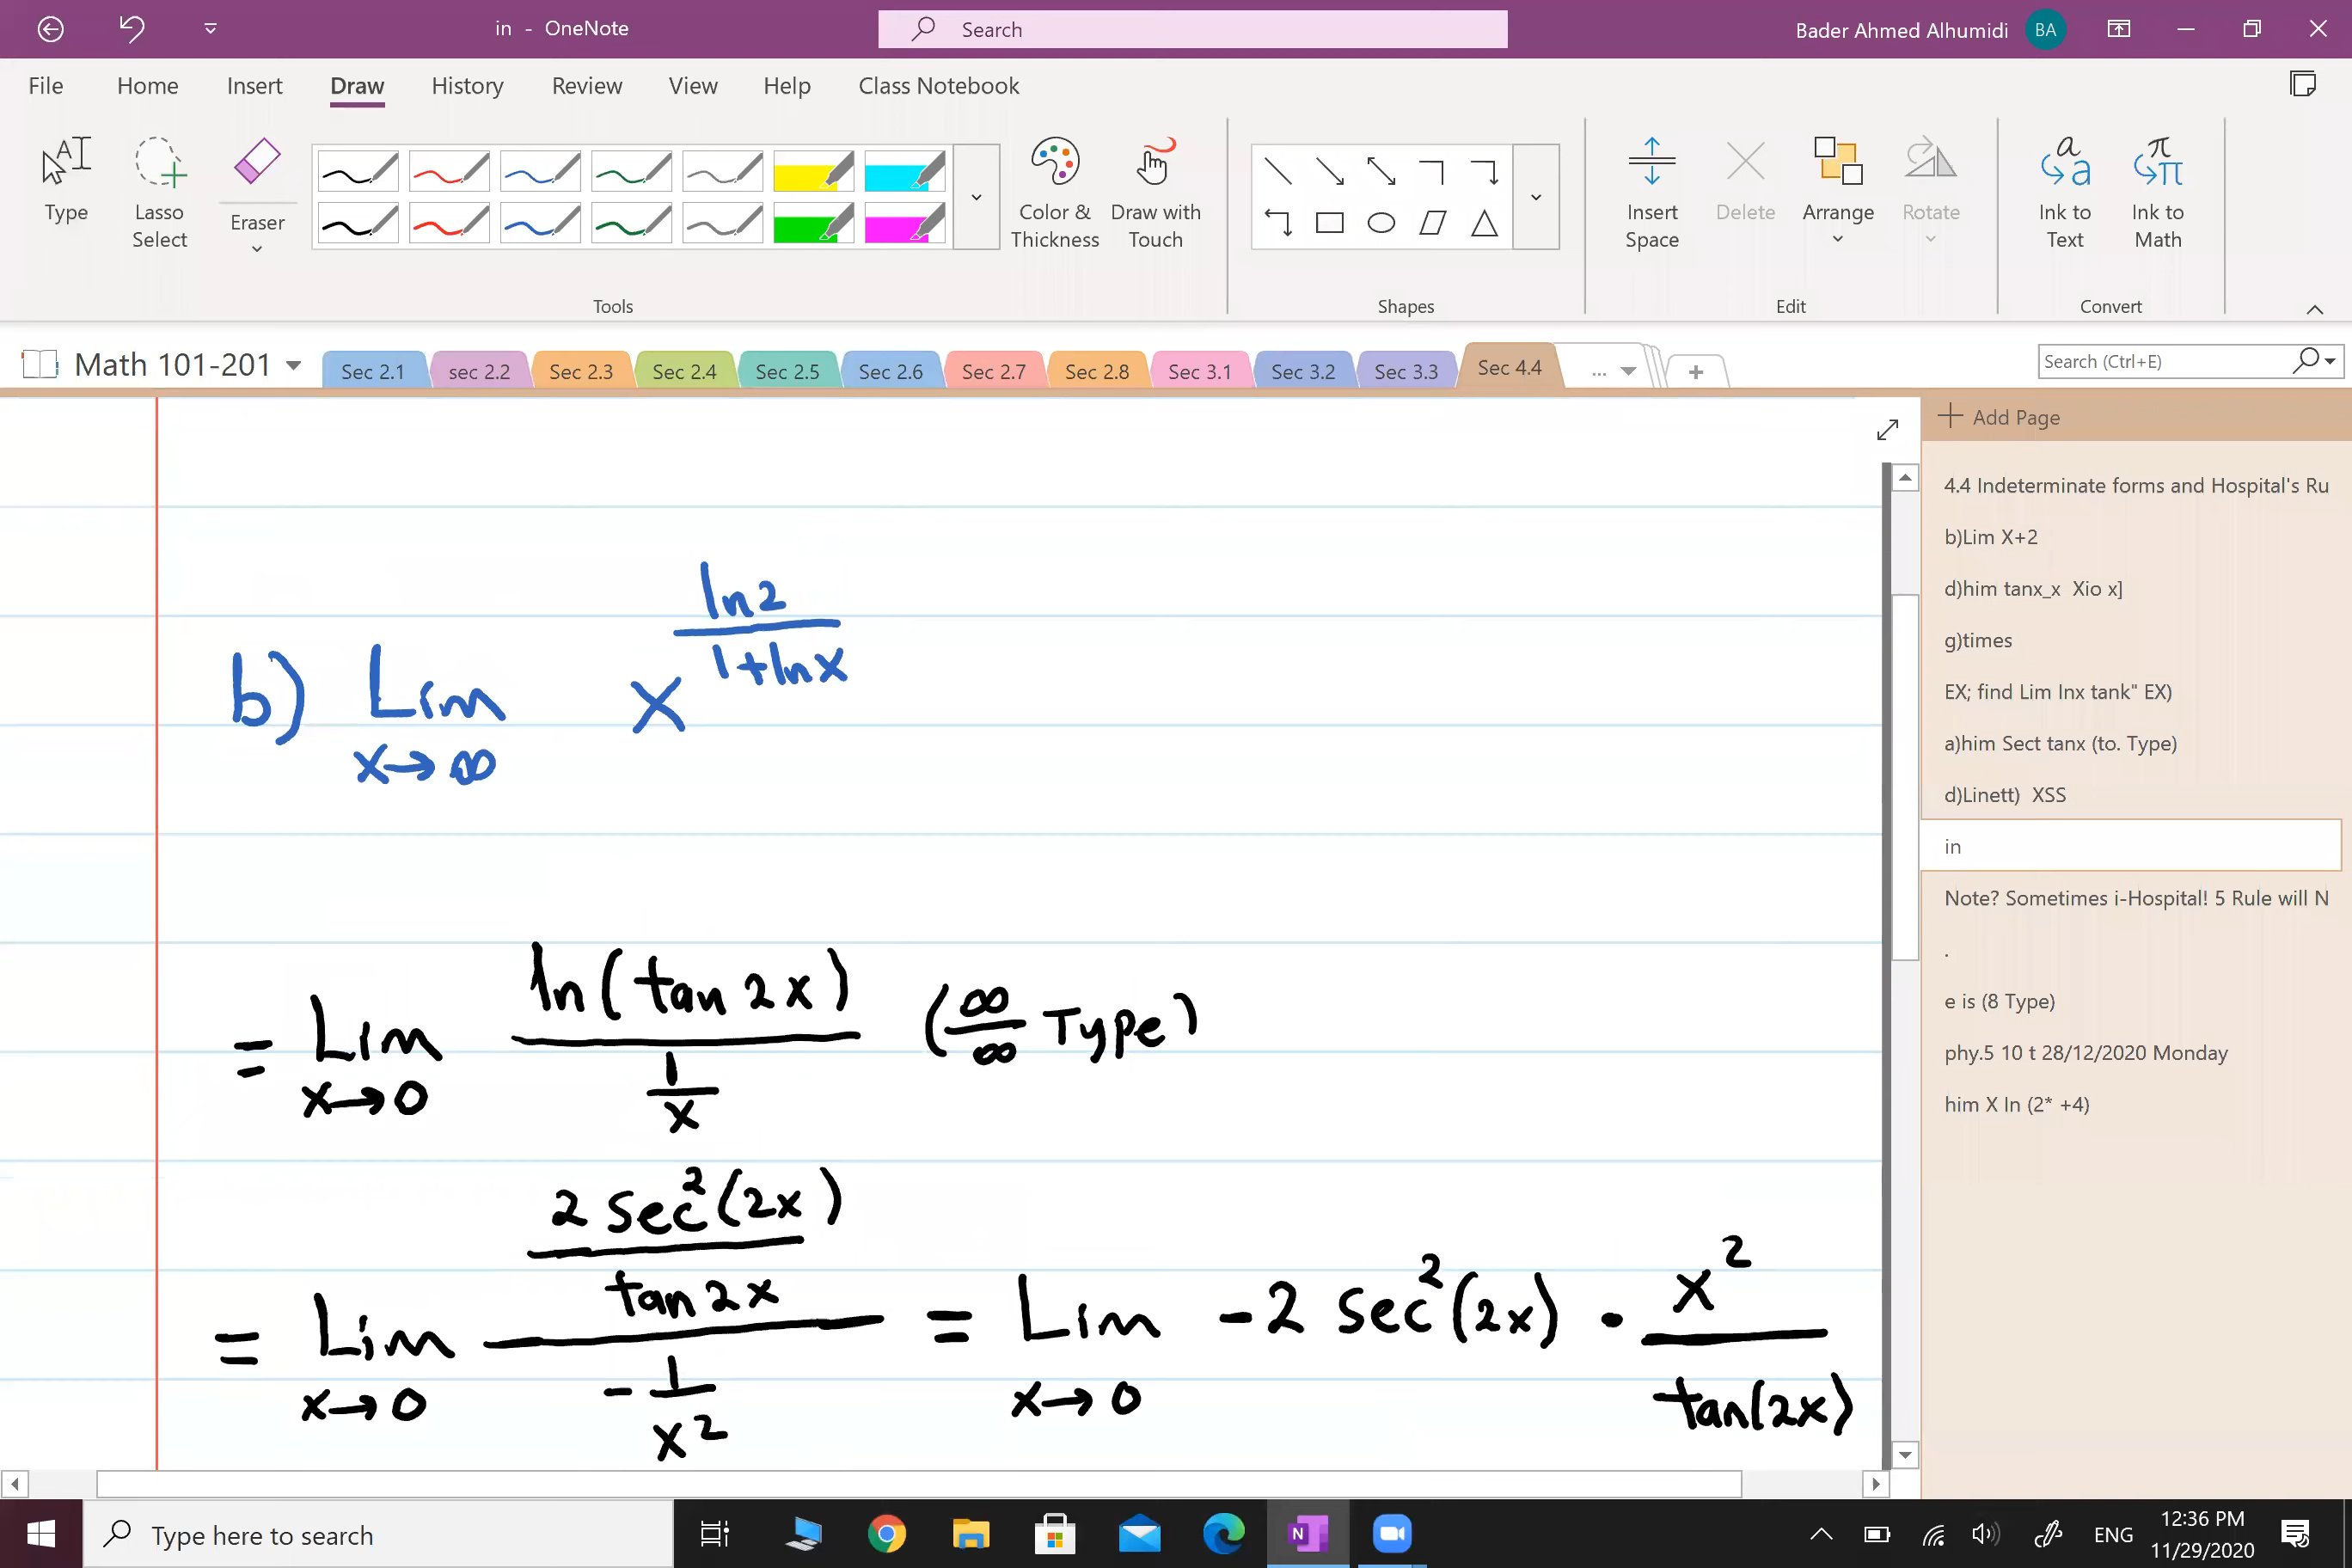 in - OneNote
Search
Bader Ahmed Alhumidi BA
File Home Insert Draw History Review View Help Class Notebook
Type
Lasso Select
Eraser
Color & Thickness
Draw with Touch
Insert Space
Delete
Arrange
Rotate
a a Ink to Text
π π Ink to Math
Tools Shapes Edit Convert
Math 101-201 Sec 2.1 sec 2.2 Sec 2.3 Sec 2.4 Sec 2.5 Sec 2.6 Sec 2.7 Sec 2.8 Sec 3.1 Sec 3.2 Sec 3.3 Sec 4.4 ... +
Search (Ctrl+E)
Add Page
4.4 Indeterminate forms and Hospital's Ru
b)Lim X+2
d)him tanx_x Xio x]
g)times
EX; find Lim Inx tank" EX)
a)him Sect tanx (to. Type)
d)Linett) XSS
in
Note? Sometimes i-Hospital! 5 Rule will N
.
e is (8 Type)
phy.5 10 t 28/12/2020 Monday
him X In (2* +4)
ln2
b) Lim x 1+lnx
x→∞
ln(tan 2x)
= Lim (∞/∞ Type)
x→0 1/x
2 sec²(2x)
tan 2x
= Lim = Lim -2 sec²(2x) · x²/tan(2x)
x→0 -1/x² x→0
Type here to search
N
ENG
12:36 PM
11/29/2020